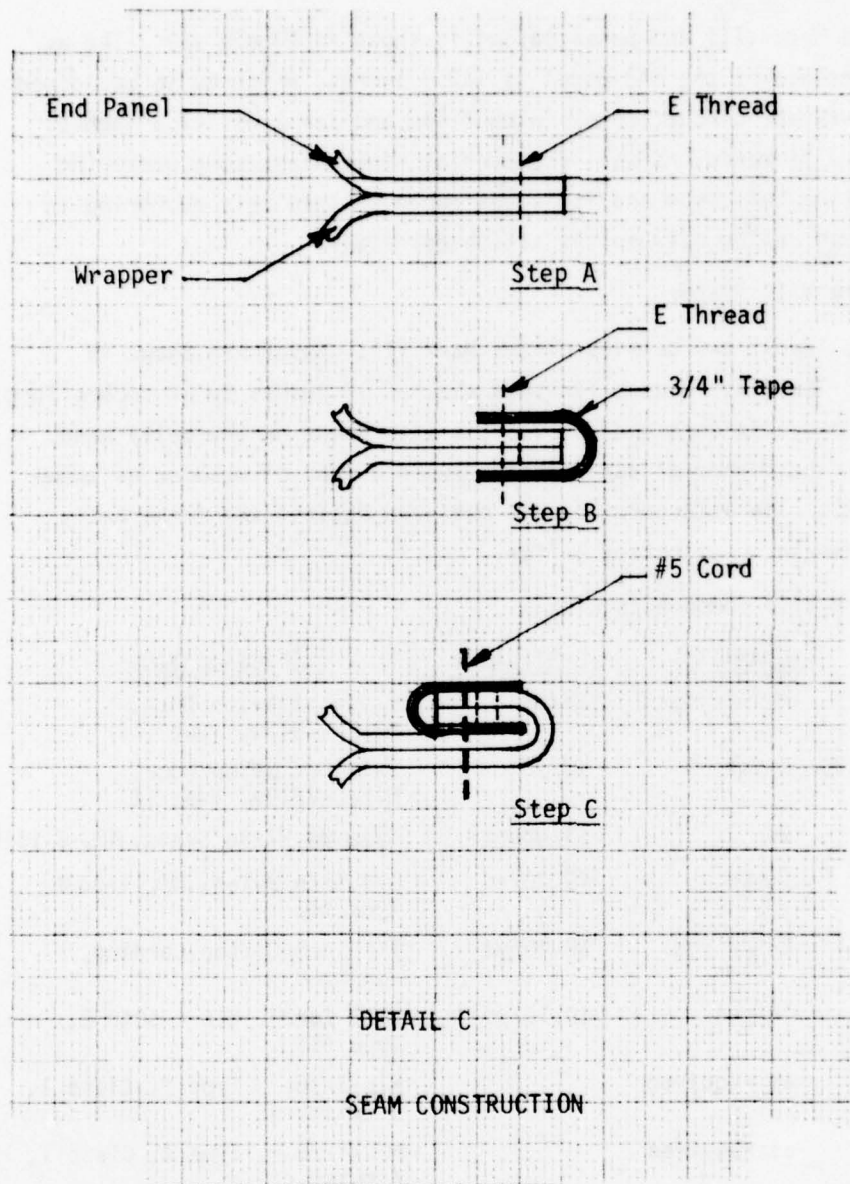 End Panel
E Thread
Wrapper
Step A
E Thread
3/4" Tape
Step B
#5 Cord
Step C
DETAIL C
SEAM CONSTRUCTION